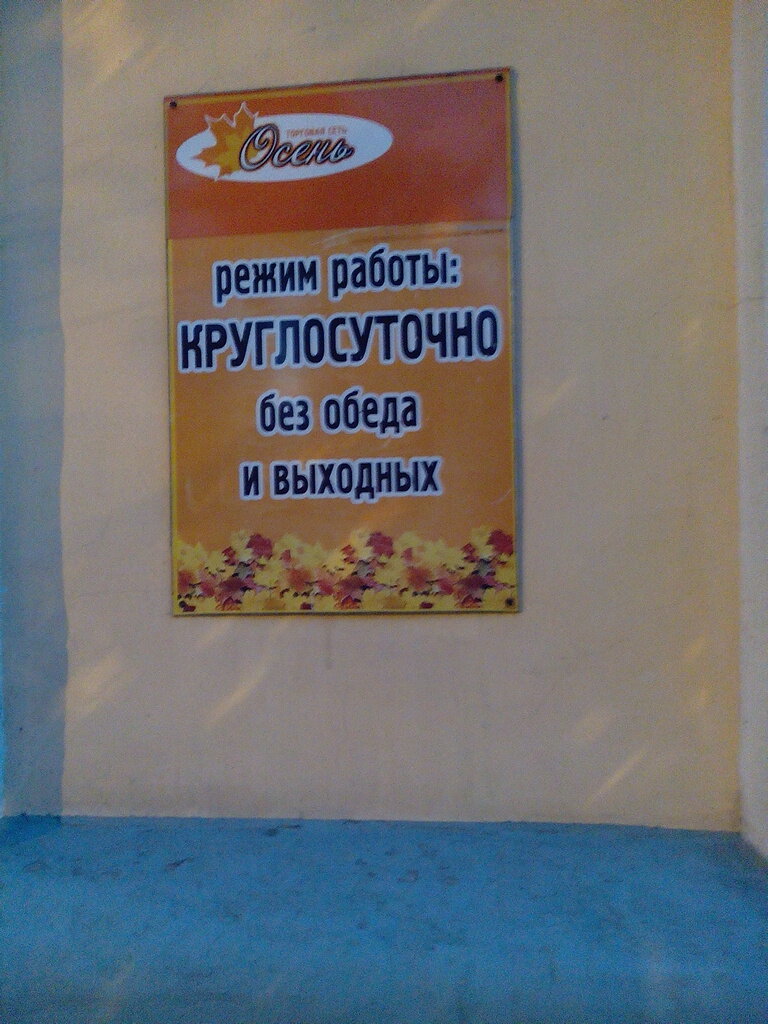 ТОРГОВАЯ СЕТЬ
Осень
режим работы:
КРУГЛОСУТОЧНО
без обеда
и выходных